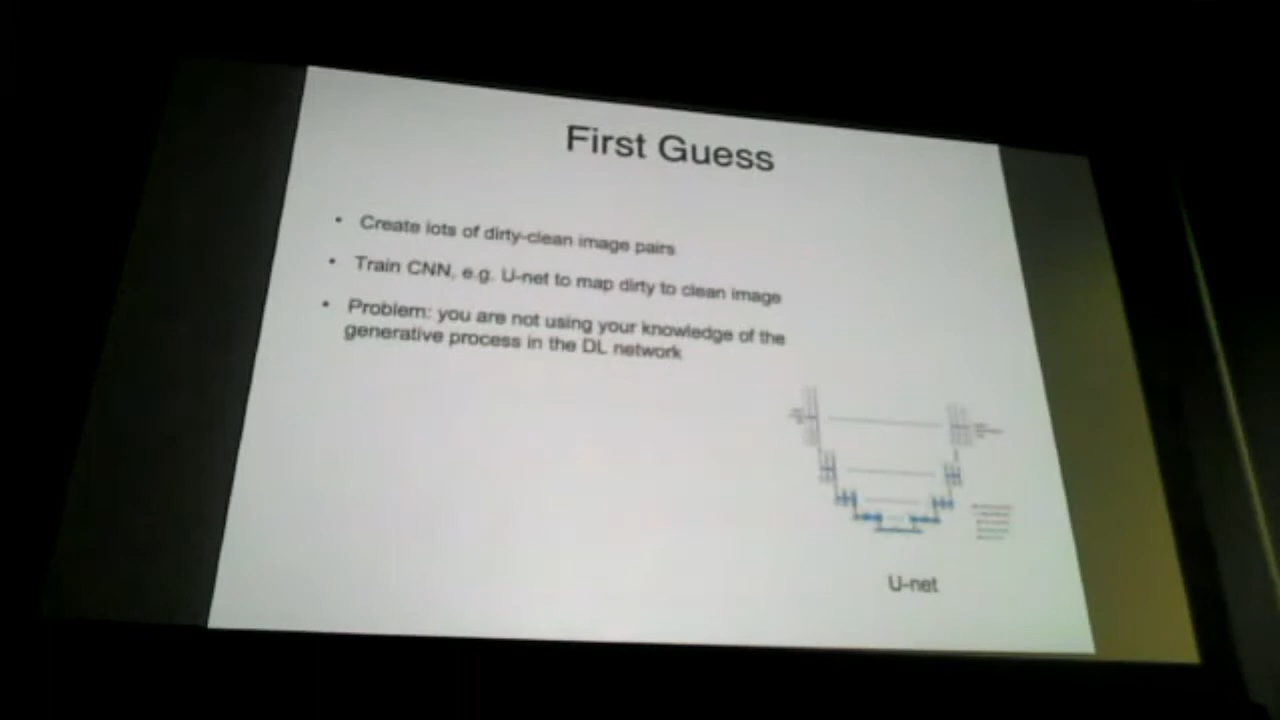 First Guess
• Create lots of dirty-clean image pairs
• Train CNN, e.g. U-net to map dirty to clean image
• Problem: you are not using your knowledge of the
generative process in the DL network
U-net